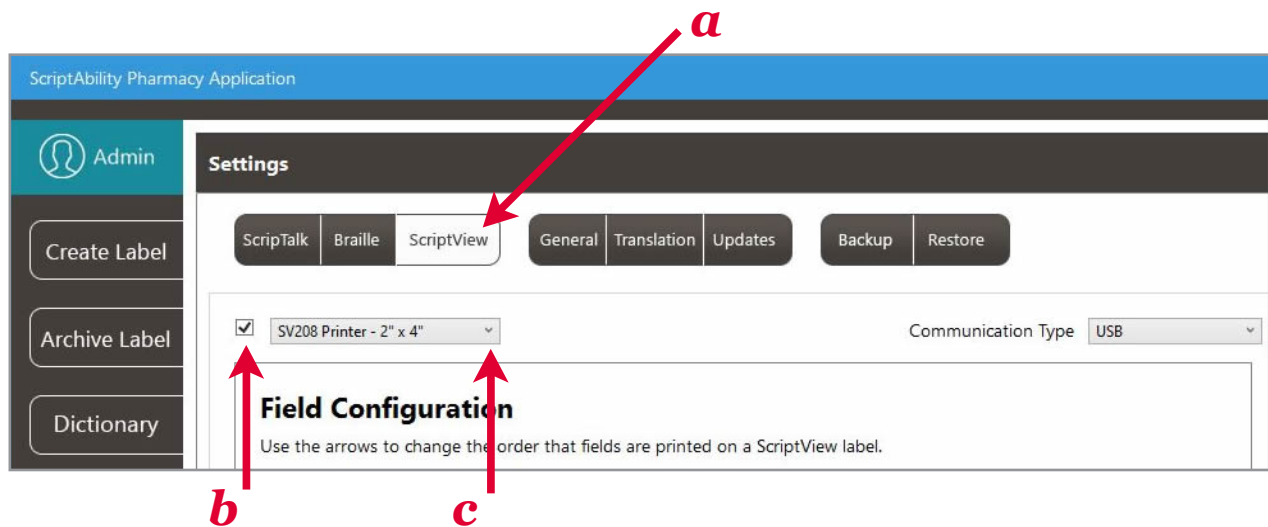 a
ScriptAbility Pharmacy Application
Admin
Settings
ScripTalk Braille ScriptView General Translation Updates Backup Restore
Create Label
SV208 Printer - 2" x 4" Communication Type USB
Archive Label
Field Configuration
Dictionary
Use the arrows to change the order that fields are printed on a ScriptView label.
b c